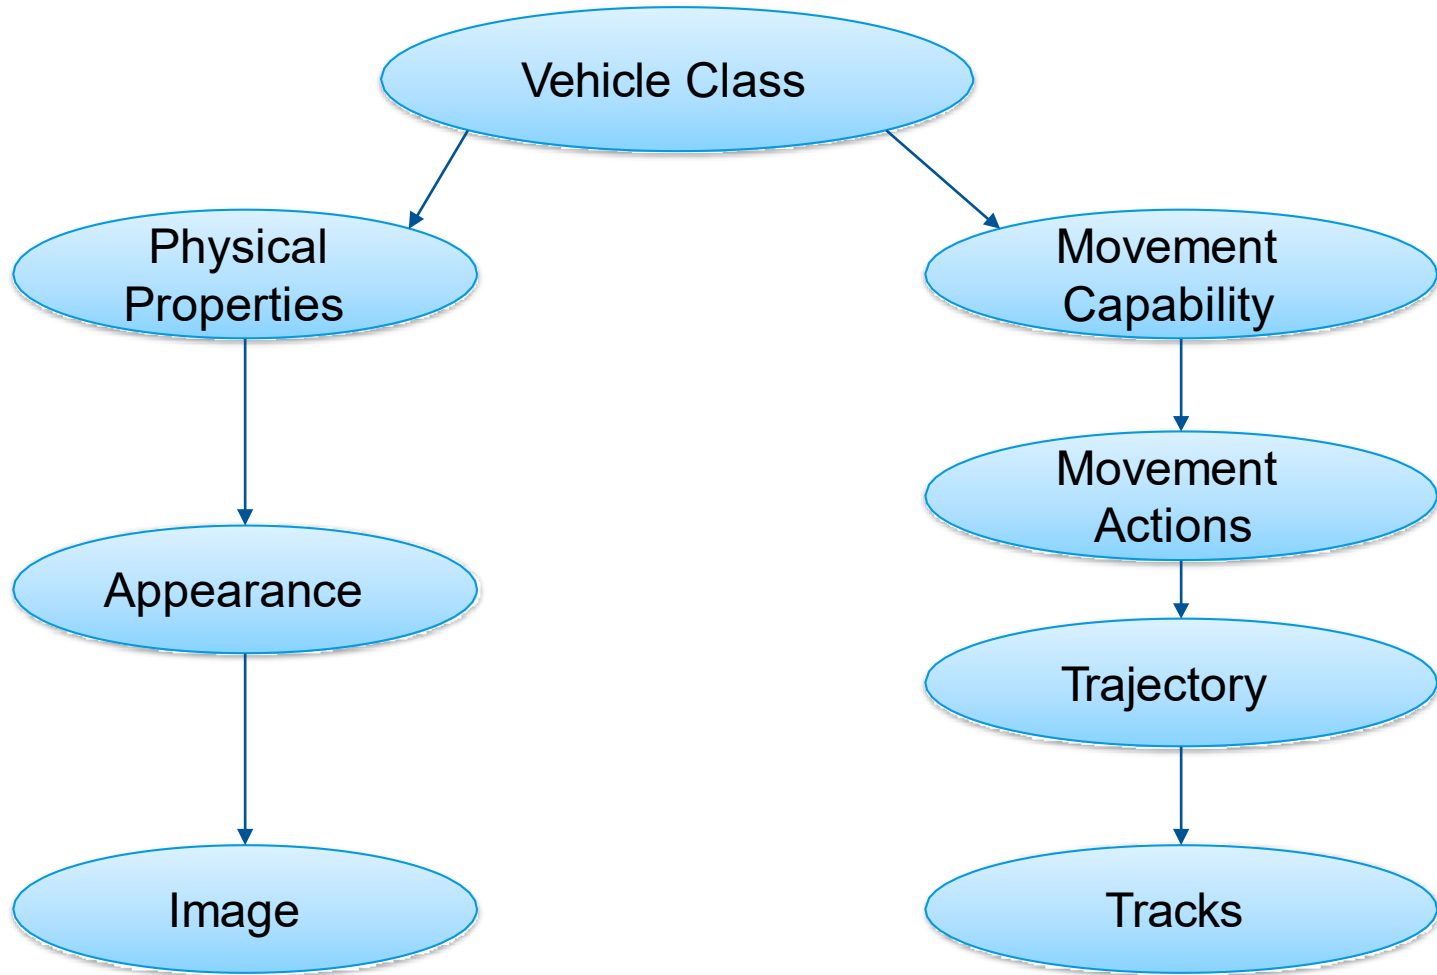 Vehicle Class
Physical
Properties
Movement
Capability
Movement
Actions
Appearance
Trajectory
Image
Tracks